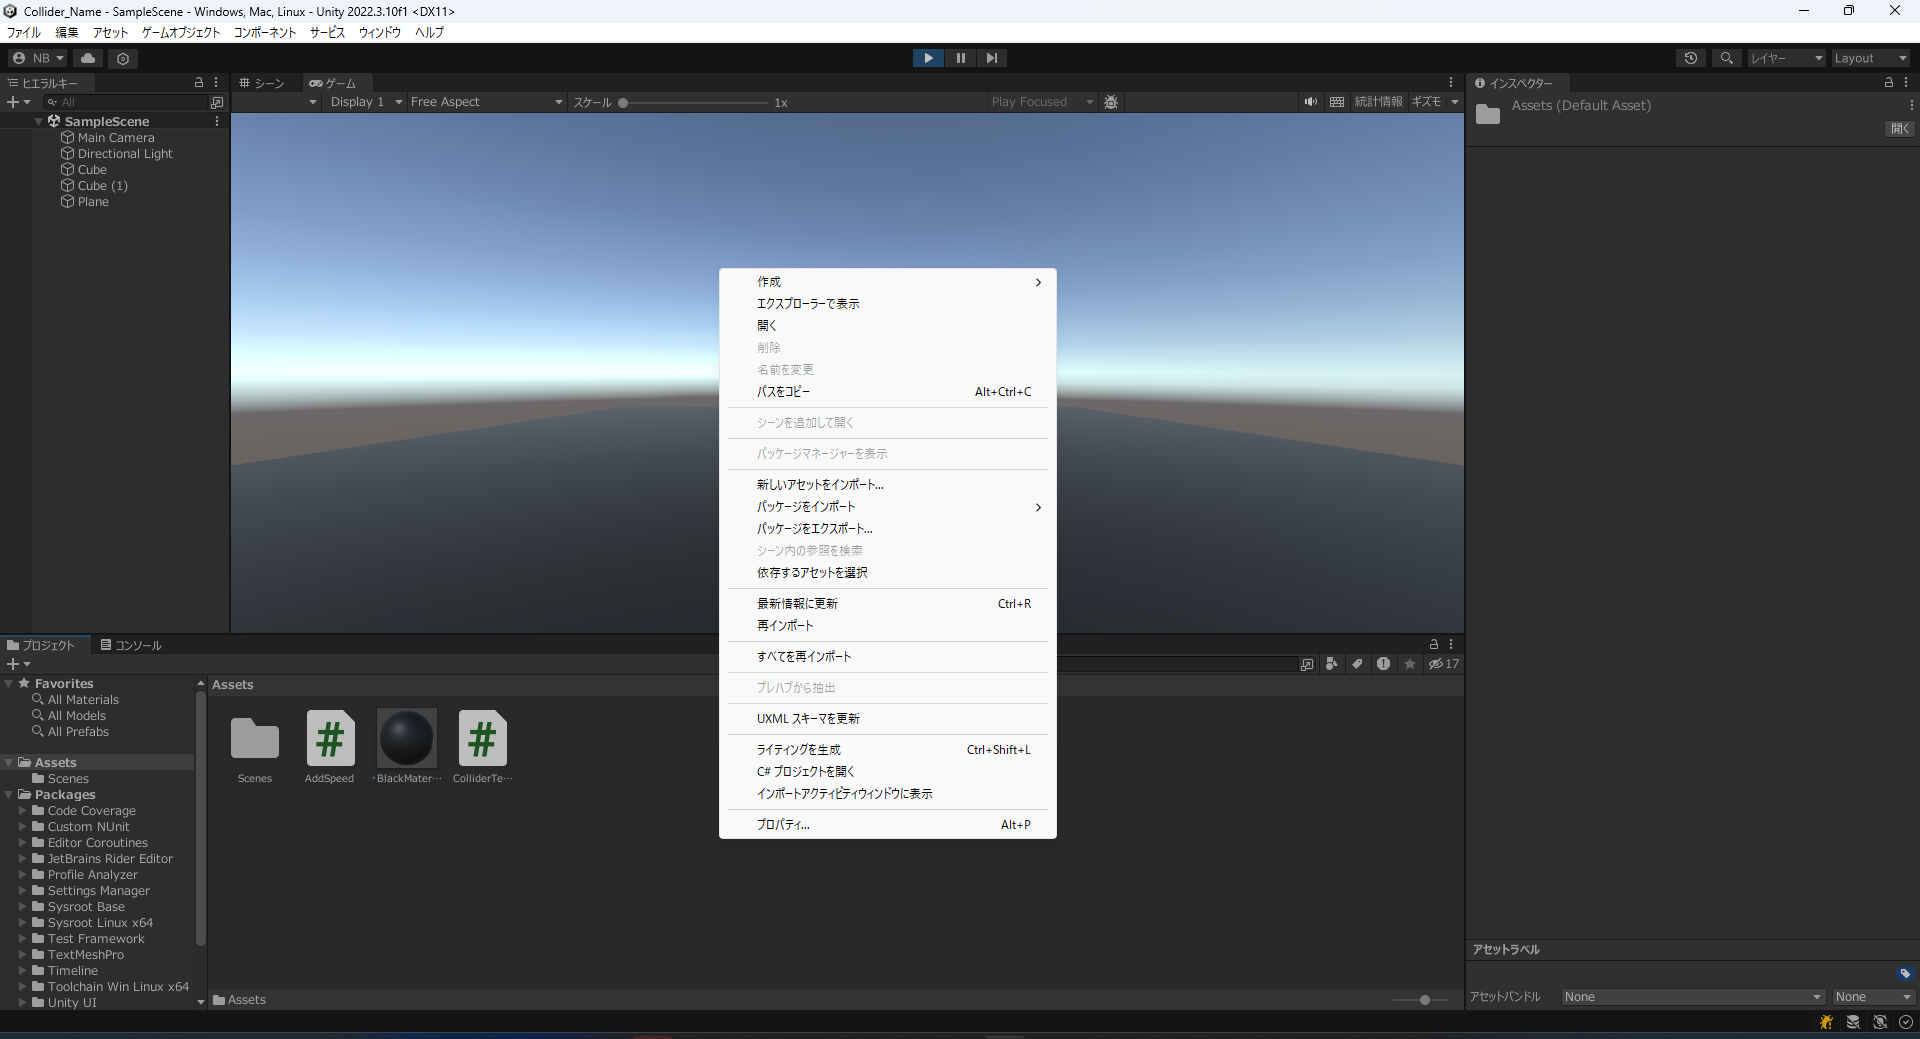 Collider_Name - SampleScene - Windows, Mac, Linux - Unity 2022.3.10f1 <DX11>
ファイル 編集 アセット ゲームオブジェクト コンポーネント サービス ウィンドウ ヘルプ
NB
レイヤー Layout
ヒエラルキー
All
SampleScene
Main Camera
Directional Light
Cube
Cube (1)
Plane
シーン ゲーム
Display 1 Free Aspect スケール 1x Play Focused 統計情報 ギズモ
インスペクター
Assets (Default Asset)
開く
作成
エクスプローラーで表示
開く
削除
名前を変更
パスをコピー Alt+Ctrl+C
シーンを追加して開く
パッケージマネージャーを表示
新しいアセットをインポート...
パッケージをインポート
パッケージをエクスポート...
シーン内の参照を検索
依存するアセットを選択
最新情報に更新 Ctrl+R
再インポート
すべてを再インポート
プレハブから抽出
UXML スキーマを更新
ライティングを生成 Ctrl+Shift+L
C# プロジェクトを開く
インポートアクティビティウィンドウに表示
プロパティ... Alt+P
プロジェクト コンソール
17
Favorites
All Materials
All Models
All Prefabs
Assets
Scenes
Packages
Code Coverage
Custom NUnit
Editor Coroutines
JetBrains Rider Editor
Profile Analyzer
Settings Manager
Sysroot Base
Sysroot Linux x64
Test Framework
TextMeshPro
Timeline
Toolchain Win Linux x64
Unity UI
Assets
Scenes AddSpeed BlackMater... ColliderTe...
Assets
アセットラベル
アセットバンドル None None